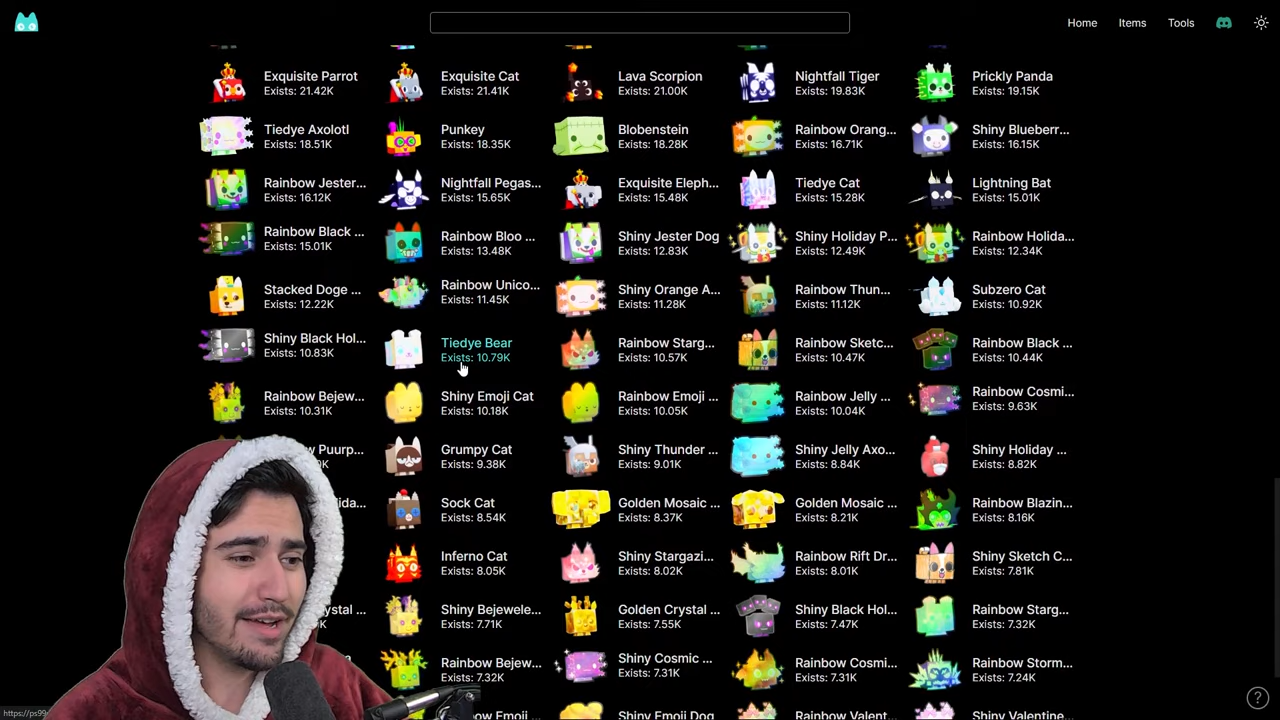 Home
Items
Tools
Exquisite Parrot
Exists: 21.42K
Exquisite Cat
Exists: 21.41K
Lava Scorpion
Exists: 21.00K
Nightfall Tiger
Exists: 19.83K
Prickly Panda
Exists: 19.15K
Tiedye Axolotl
Exists: 18.51K
Punkey
Exists: 18.35K
Blobenstein
Exists: 18.28K
Rainbow Orang...
Exists: 16.71K
Shiny Blueberr...
Exists: 16.15K
Rainbow Jester...
Exists: 16.12K
Nightfall Pegas...
Exists: 15.65K
Exquisite Eleph...
Exists: 15.48K
Tiedye Cat
Exists: 15.28K
Lightning Bat
Exists: 15.01K
Rainbow Black ...
Exists: 15.01K
Rainbow Bloo ...
Exists: 13.48K
Shiny Jester Dog
Exists: 12.83K
Shiny Holiday P...
Exists: 12.49K
Rainbow Holida...
Exists: 12.34K
Stacked Doge ...
Exists: 12.22K
Rainbow Unico...
Exists: 11.45K
Shiny Orange A...
Exists: 11.28K
Rainbow Thun...
Exists: 11.12K
Subzero Cat
Exists: 10.92K
Shiny Black Hol...
Exists: 10.83K
Tiedye Bear
Exists: 10.79K
Rainbow Starg...
Exists: 10.57K
Rainbow Sketc...
Exists: 10.47K
Rainbow Black ...
Exists: 10.44K
Rainbow Bejew...
Exists: 10.31K
Shiny Emoji Cat
Exists: 10.18K
Rainbow Emoji ...
Exists: 10.05K
Rainbow Jelly ...
Exists: 10.04K
Rainbow Cosmi...
Exists: 9.63K
Puurp...
Grumpy Cat
Exists: 9.38K
Shiny Thunder ...
Exists: 9.01K
Shiny Jelly Axo...
Exists: 8.84K
Shiny Holiday ...
Exists: 8.82K
Sock Cat
Exists: 8.54K
Golden Mosaic ...
Exists: 8.37K
Golden Mosaic ...
Exists: 8.21K
Rainbow Blazin...
Exists: 8.16K
Inferno Cat
Exists: 8.05K
Shiny Stargazi...
Exists: 8.02K
Rainbow Rift Dr...
Exists: 8.01K
Shiny Sketch C...
Exists: 7.81K
Shiny Bejewele...
Exists: 7.71K
Golden Crystal ...
Exists: 7.55K
Shiny Black Hol...
Exists: 7.47K
Rainbow Starg...
Exists: 7.32K
Rainbow Bejew...
Exists: 7.32K
Shiny Cosmic ...
Exists: 7.31K
Rainbow Cosmi...
Exists: 7.31K
Rainbow Storm...
Exists: 7.24K
Rainbow Emoji ...
Shiny Emoji Dog
Rainbow Valent...
Shiny Valentine...
https://ps99
?